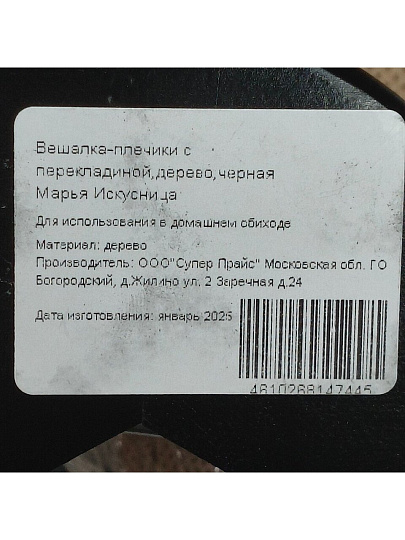 Вешалка-плечики с
перекладиной,дерево,черная
Марья Искусница
Для использования в домашнем обиходе
Материал: дерево
Производитель: ООО"Супер Прайс" Московская обл. ГО
Богородский, д.Жилино ул. 2 Заречная д.24
Дата изготовления: январь 2025
4610288147445